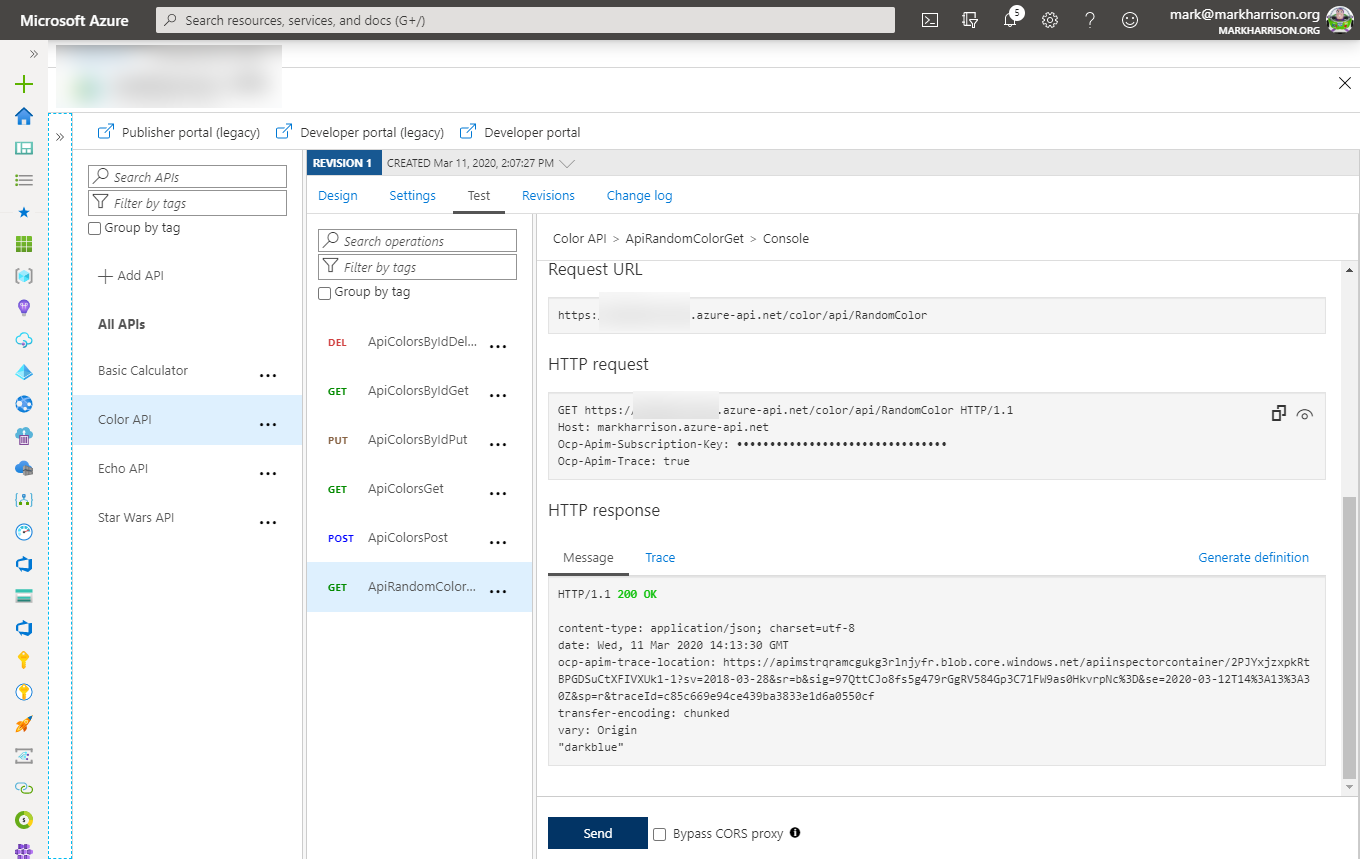 Microsoft Azure
Search resources, services, and docs (G+/)
5
mark@markharrison.org
MARKHARRISON.ORG
Publisher portal (legacy)
Developer portal (legacy)
Developer portal
Search APIs
Filter by tags
Group by tag
Add API
All APIs
Basic Calculator
Color API
Echo API
Star Wars API
REVISION 1
CREATED Mar 11, 2020, 2:07:27 PM
Design
Settings
Test
Revisions
Change log
Search operations
Filter by tags
Group by tag
DEL ApiColorsByIdDel...
GET ApiColorsByIdGet
PUT ApiColorsByIdPut
GET ApiColorsGet
POST ApiColorsPost
GET ApiRandomColor...
Color API > ApiRandomColorGet > Console
Request URL
https:/ .azure-api.net/color/api/RandomColor
HTTP request
GET https:/ .azure-api.net/color/api/RandomColor HTTP/1.1
Host: markharrison.azure-api.net
Ocp-Apim-Subscription-Key: ••••••••••••••••••••••••••••••••
Ocp-Apim-Trace: true
HTTP response
Message
Trace
Generate definition
HTTP/1.1 200 OK
content-type: application/json; charset=utf-8
date: Wed, 11 Mar 2020 14:13:30 GMT
ocp-apim-trace-location: https://apimstrqramcgukg3rlnjyfr.blob.core.windows.net/apiinspectorcontainer/2PJYxjzxpkRt
BPGDSuCtXFIVXUk1-1?sv=2018-03-28&sr=b&sig=97QttCJo8fs5g479rGgRV584Gp3C71FW9as0HkvrpNc%3D&se=2020-03-12T14%3A13%3A3
0Z&sp=r&traceId=c85c669e94ce439ba3833e1d6a0550cf
transfer-encoding: chunked
vary: Origin
"darkblue"
Send
Bypass CORS proxy